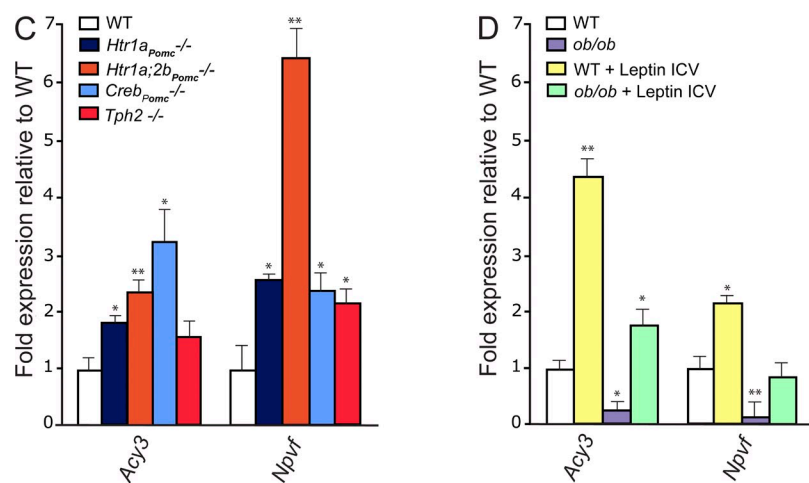 C
Fold expression relative to WT
7
6
5
4
3
2
1
0
WT
Htr1aPomc-/-
Htr1a;2bPomc-/-
CrebPomc-/-
Tph2 -/-
*
**
*
*
**
*
*
Acy3
Npvf
D
Fold expression relative to WT
7
6
5
4
3
2
1
0
WT
ob/ob
WT + Leptin ICV
ob/ob + Leptin ICV
**
*
*
*
**
Acy3
Npvf